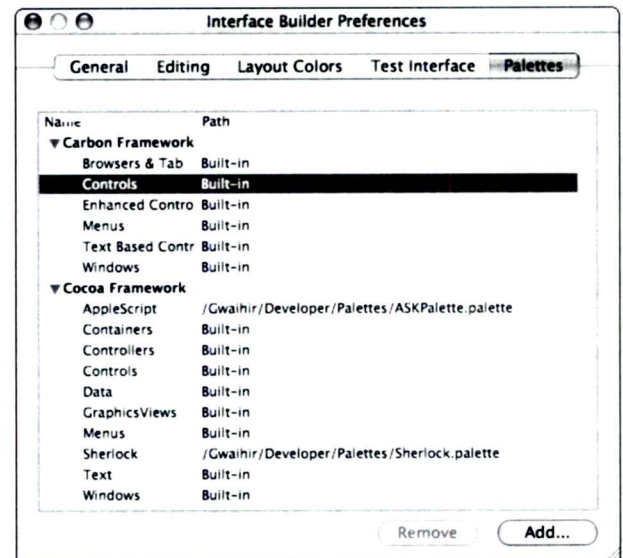 Interface Builder Preferences
General Editing Layout Colors Test Interface Palettes
Name Path
Carbon Framework
Browsers & Tab Built-in
Controls Built-in
Enhanced Contro Built-in
Menus Built-in
Text Based Contr Built-in
Windows Built-in
Cocoa Framework
AppleScript /Gwaihir/Developer/Palettes/ASKPalette.palette
Containers Built-in
Controllers Built-in
Controls Built-in
Data Built-in
GraphicsViews Built-in
Menus Built-in
Sherlock /Gwaihir/Developer/Palettes/Sherlock.palette
Text Built-in
Windows Built-in
Remove Add...